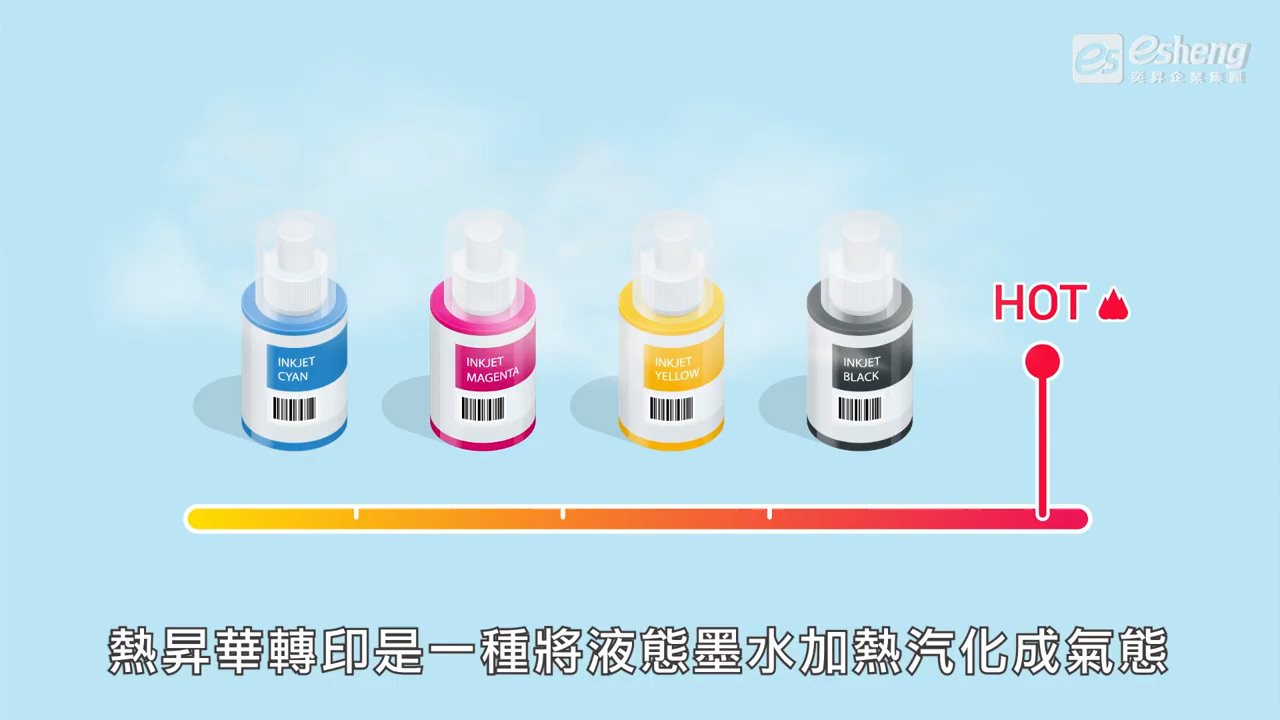 es esheng
奕昇企業集團
HOT
INKJET
CYAN
INKJET
MAGENTA
INKJET
YELLOW
INKJET
BLACK
熱昇華轉印是一種將液態墨水加熱汽化成氣態